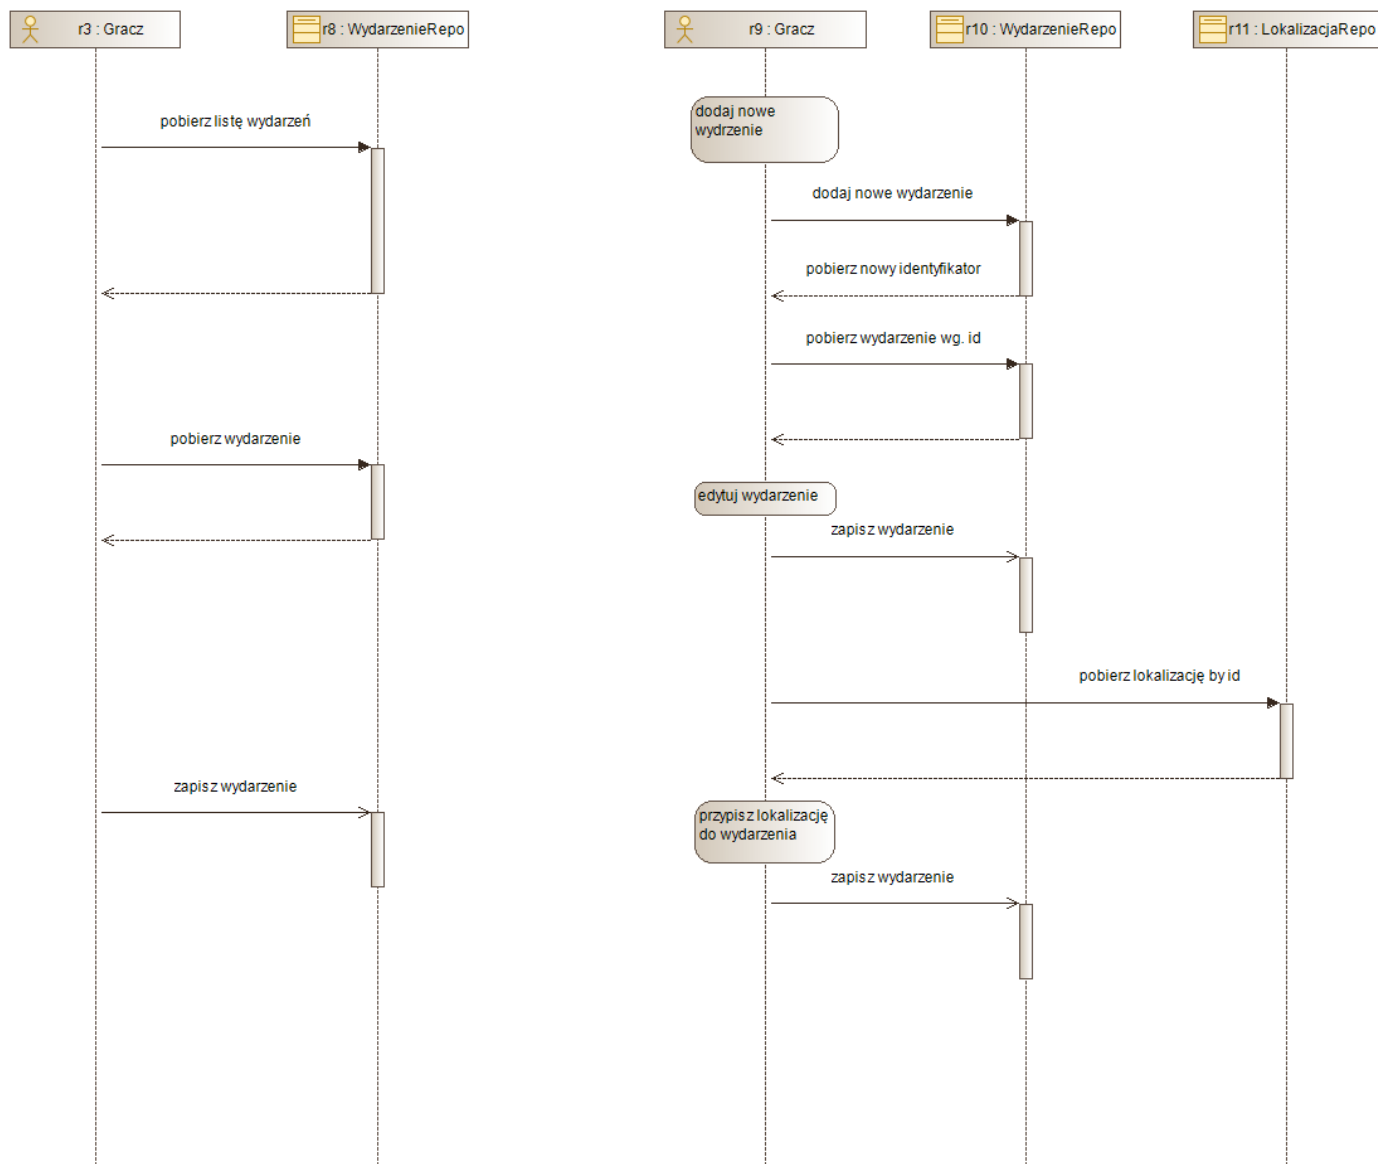 r3 : Gracz
r8 : WydarzenieRepo
pobierz listę wydarzeń
pobierz wydarzenie
zapisz wydarzenie
r9 : Gracz
r10 : WydarzenieRepo
r11 : LokalizacjaRepo
dodaj nowe
wydrzenie
dodaj nowe wydarzenie
pobierz nowy identyfikator
pobierz wydarzenie wg. id
edytuj wydarzenie
zapisz wydarzenie
pobierz lokalizację by id
przypisz lokalizację
do wydarzenia
zapisz wydarzenie